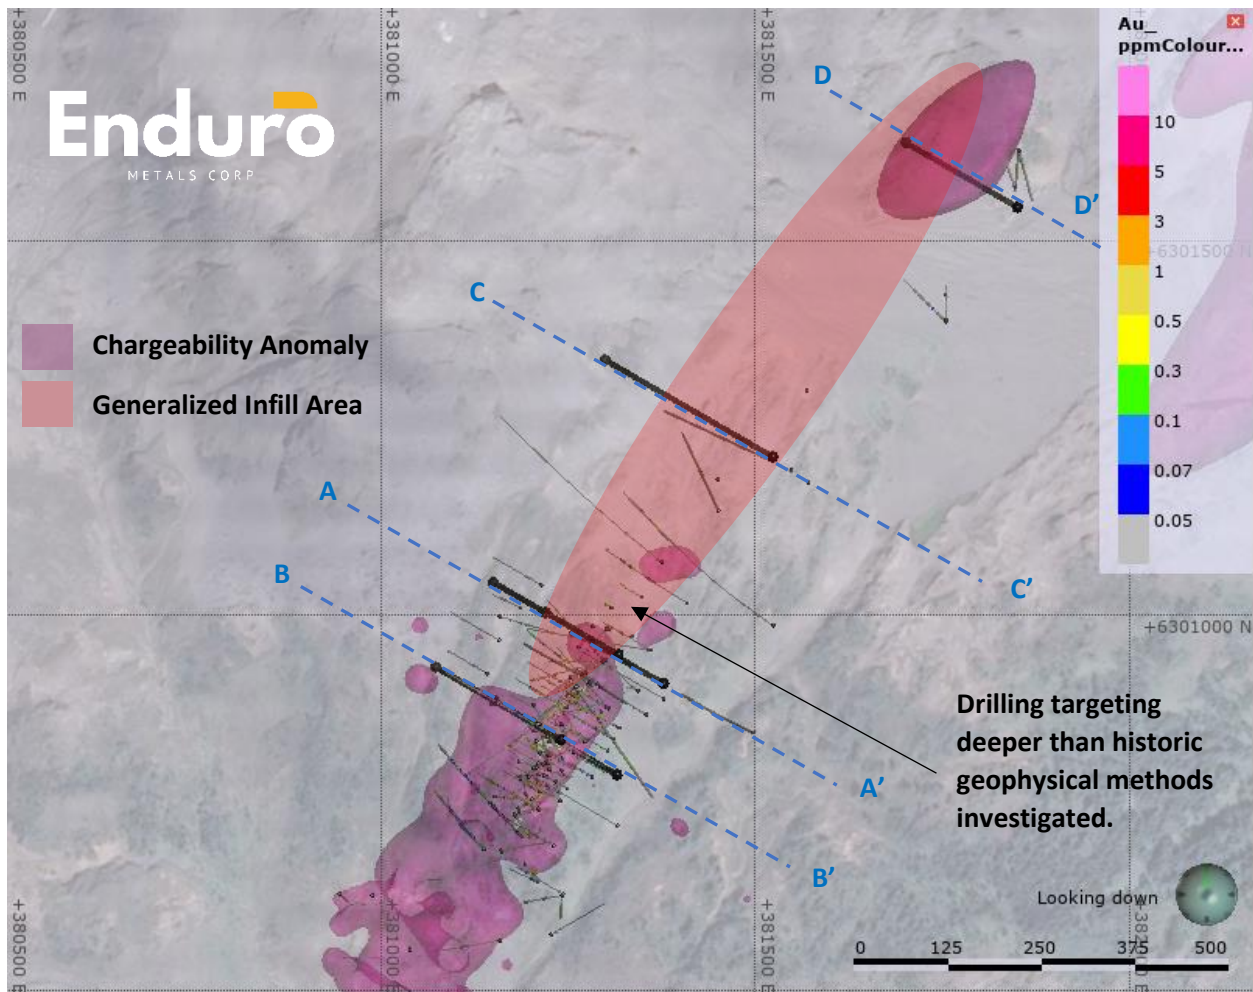 +380500 E
+381000 E
+381500 E
Au_
ppmColour...
10
5
3
1
0.5
0.3
0.1
0.07
0.05
Enduro
METALS CORP
D
D’
+6301500 N
C
C’
Chargeability Anomaly
Generalized Infill Area
A
A’
B
B’
+6301000 N
Drilling targeting
deeper than historic
geophysical methods
investigated.
Looking down
0 125 250 375 500
+380500 E
+381000 E
+381500 E